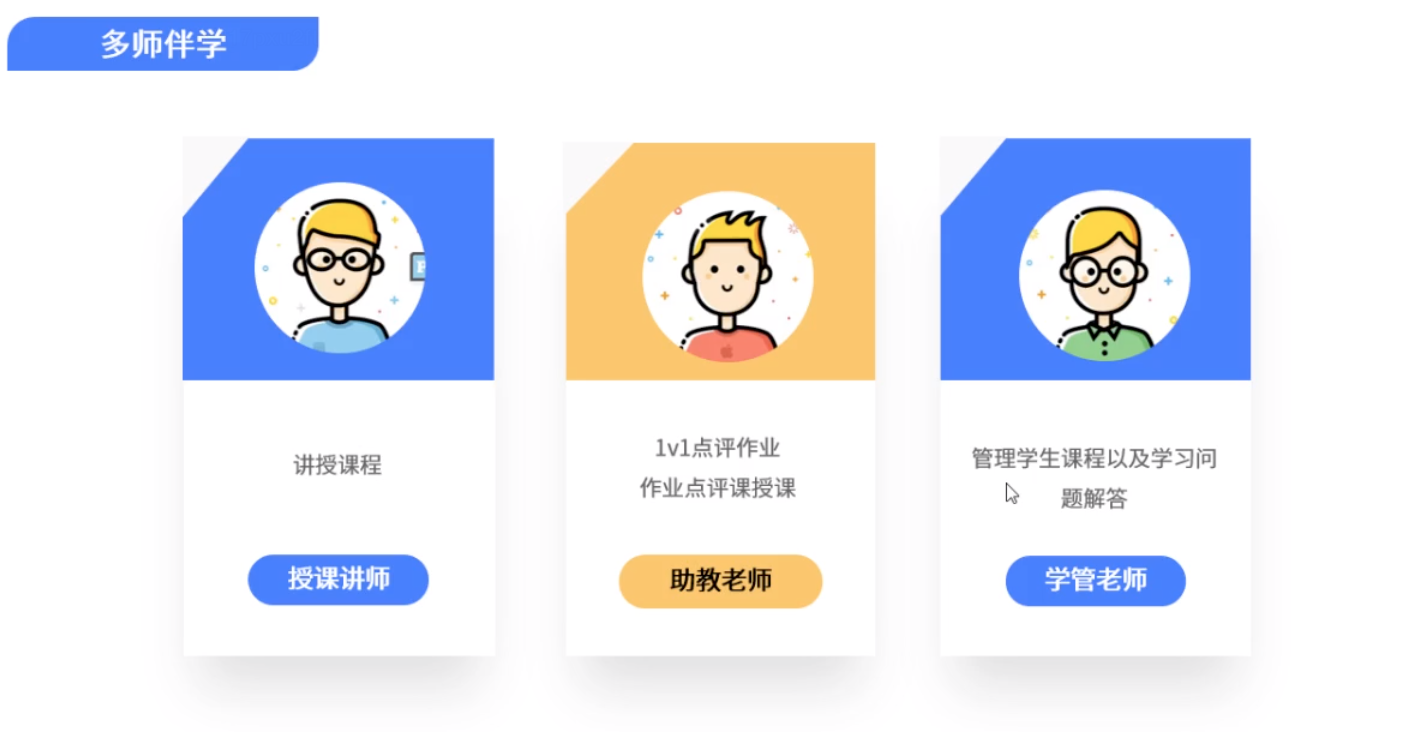 多师伴学
讲授课程
授课讲师
1v1点评作业
作业点评课授课
助教老师
管理学生课程以及学习问
题解答
学管老师